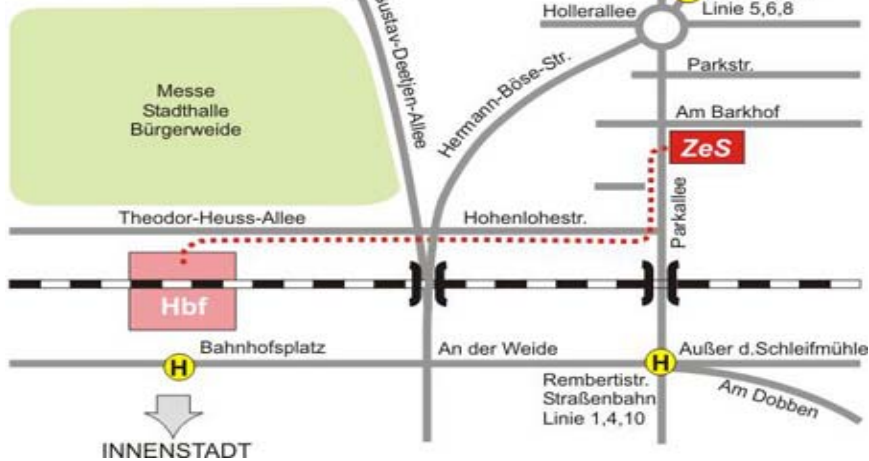 Hollerallee
Linie 5,6,8
Parkstr.
Messe
Stadthalle
Bürgerweide
Gustav-Deetjen-Allee
Hermann-Böse-Str.
Am Barkhof
ZeS
Parkallee
Theodor-Heuss-Allee
Hohenlohestr.
Hbf
Bahnhofsplatz
An der Weide
Außer d.Schleifmühle
H
H
Rembertistr.
Straßenbahn
Linie 1,4,10
Am Dobben
INNENSTADT